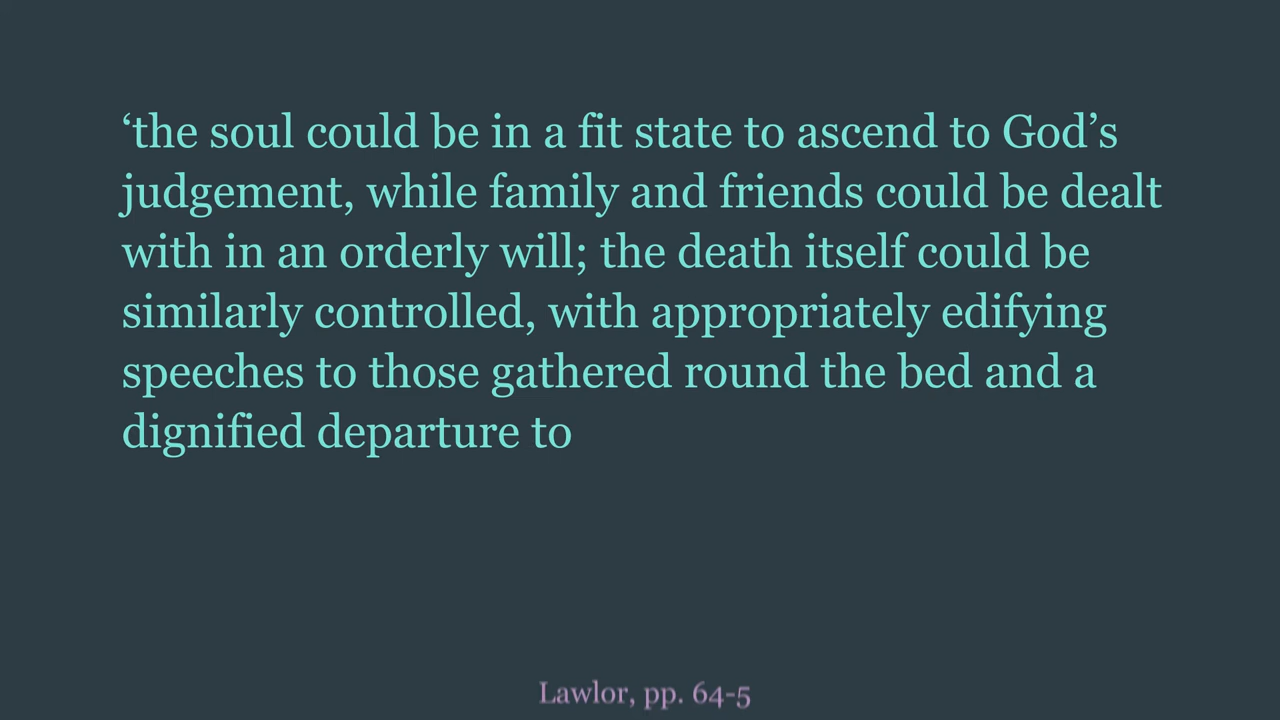 ‘the soul could be in a fit state to ascend to God’s
judgement, while family and friends could be dealt
with in an orderly will; the death itself could be
similarly controlled, with appropriately edifying
speeches to those gathered round the bed and a
dignified departure to
Lawlor, pp. 64-5